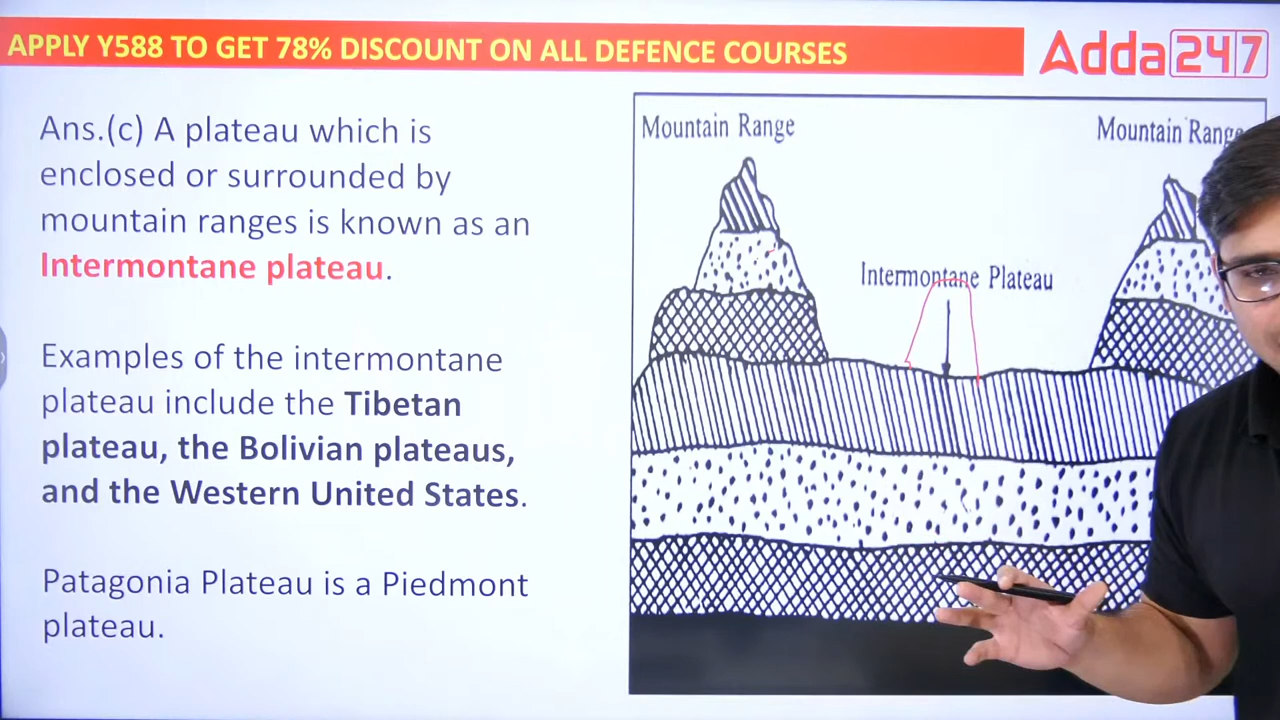 APPLY Y588 TO GET 78% DISCOUNT ON ALL DEFENCE COURSES
Adda247
Ans.(c) A plateau which is
enclosed or surrounded by
mountain ranges is known as an
Intermontane plateau.
Examples of the intermontane
plateau include the Tibetan
plateau, the Bolivian plateaus,
and the Western United States.
Patagonia Plateau is a Piedmont
plateau.
Mountain Range
Mountain Range
Intermontane Plateau